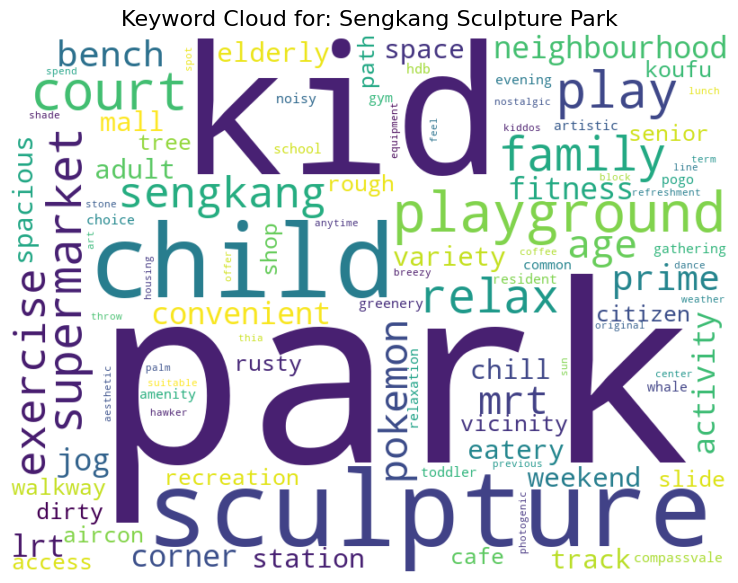 Keyword Cloud for: Sengkang Sculpture Park
kid
park
child
sculpture
playground
court
bench
elderly
path
space
neighbourhood
koufu
hdb
evening
spot
spend
noisy
gym
nostalgic
lunch
play
shade
mall
tree
school
equipment
feel
kiddos
artistic
senior
family
term
line
adult
sengkang
rough
fitness
block
pogo
refreshment
spacious
supermarket
stone
choice
art
housing
shop
anytime
variety
age
gathering
coffee
common
dance
offer
breezy
resident
prime
weather
exercise
convenient
greenery
relax
citizen
original
throw
thia
pokemon
relaxation
rusty
chill
sun
center
whale
activity
palm
suitable
amenity
aesthetic
hawker
mrt
vicinity
jog
eatery
previous
recreation
toddler
weekend
slide
walkway
dirty
photogenic
lrt
aircon
access
corner
station
cafe
track
compassvale